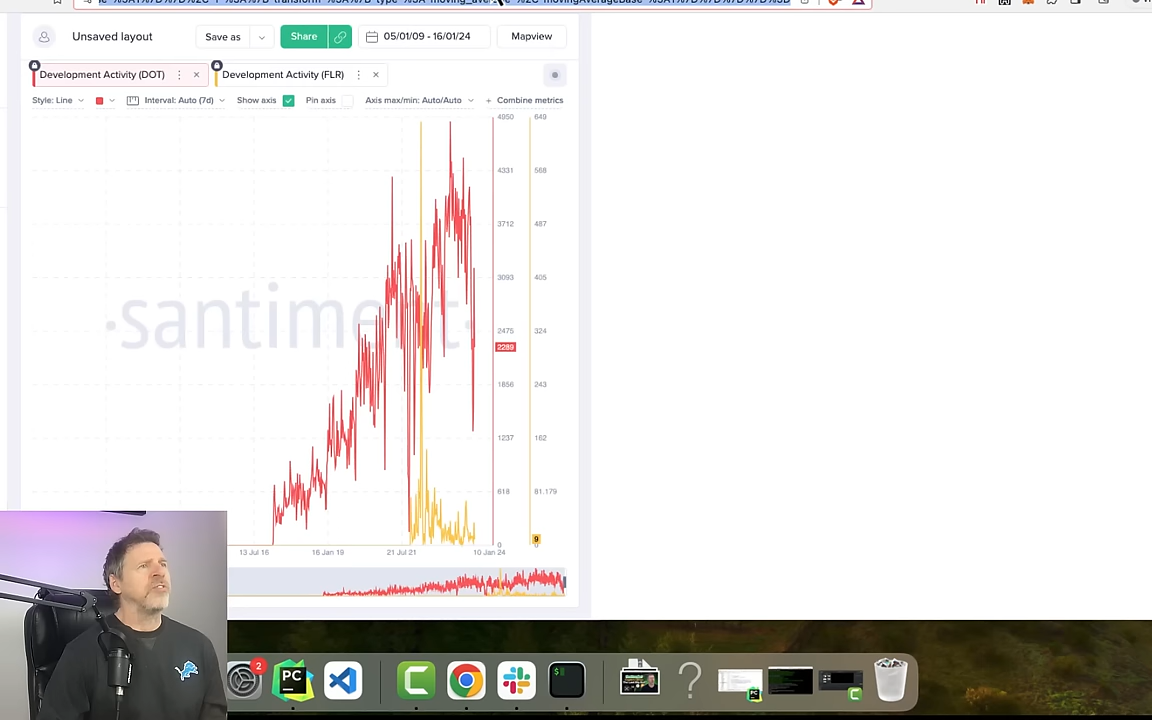 Unsaved layout
Save as
Share
05/01/09 - 16/01/24
Mapview
Development Activity (DOT)
Development Activity (FLR)
Style: Line
Interval: Auto (7d)
Show axis
Pin axis
Axis max/min: Auto/Auto
+ Combine metrics
4950 649
4331 568
3712 487
3093 405
2475 324
2289
1856 243
1237 162
618 81.179
9
0
·santiment·
13 Jul 16 16 Jan 19 21 Jul 21 10 Jan 24
2
PC
$
?
PC